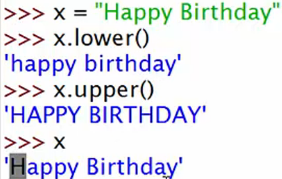 >>> x = "Happy Birthday"
>>> x.lower()
'happy birthday'
>>> x.upper()
'HAPPY BIRTHDAY'
>>> x
'Happy Birthday'